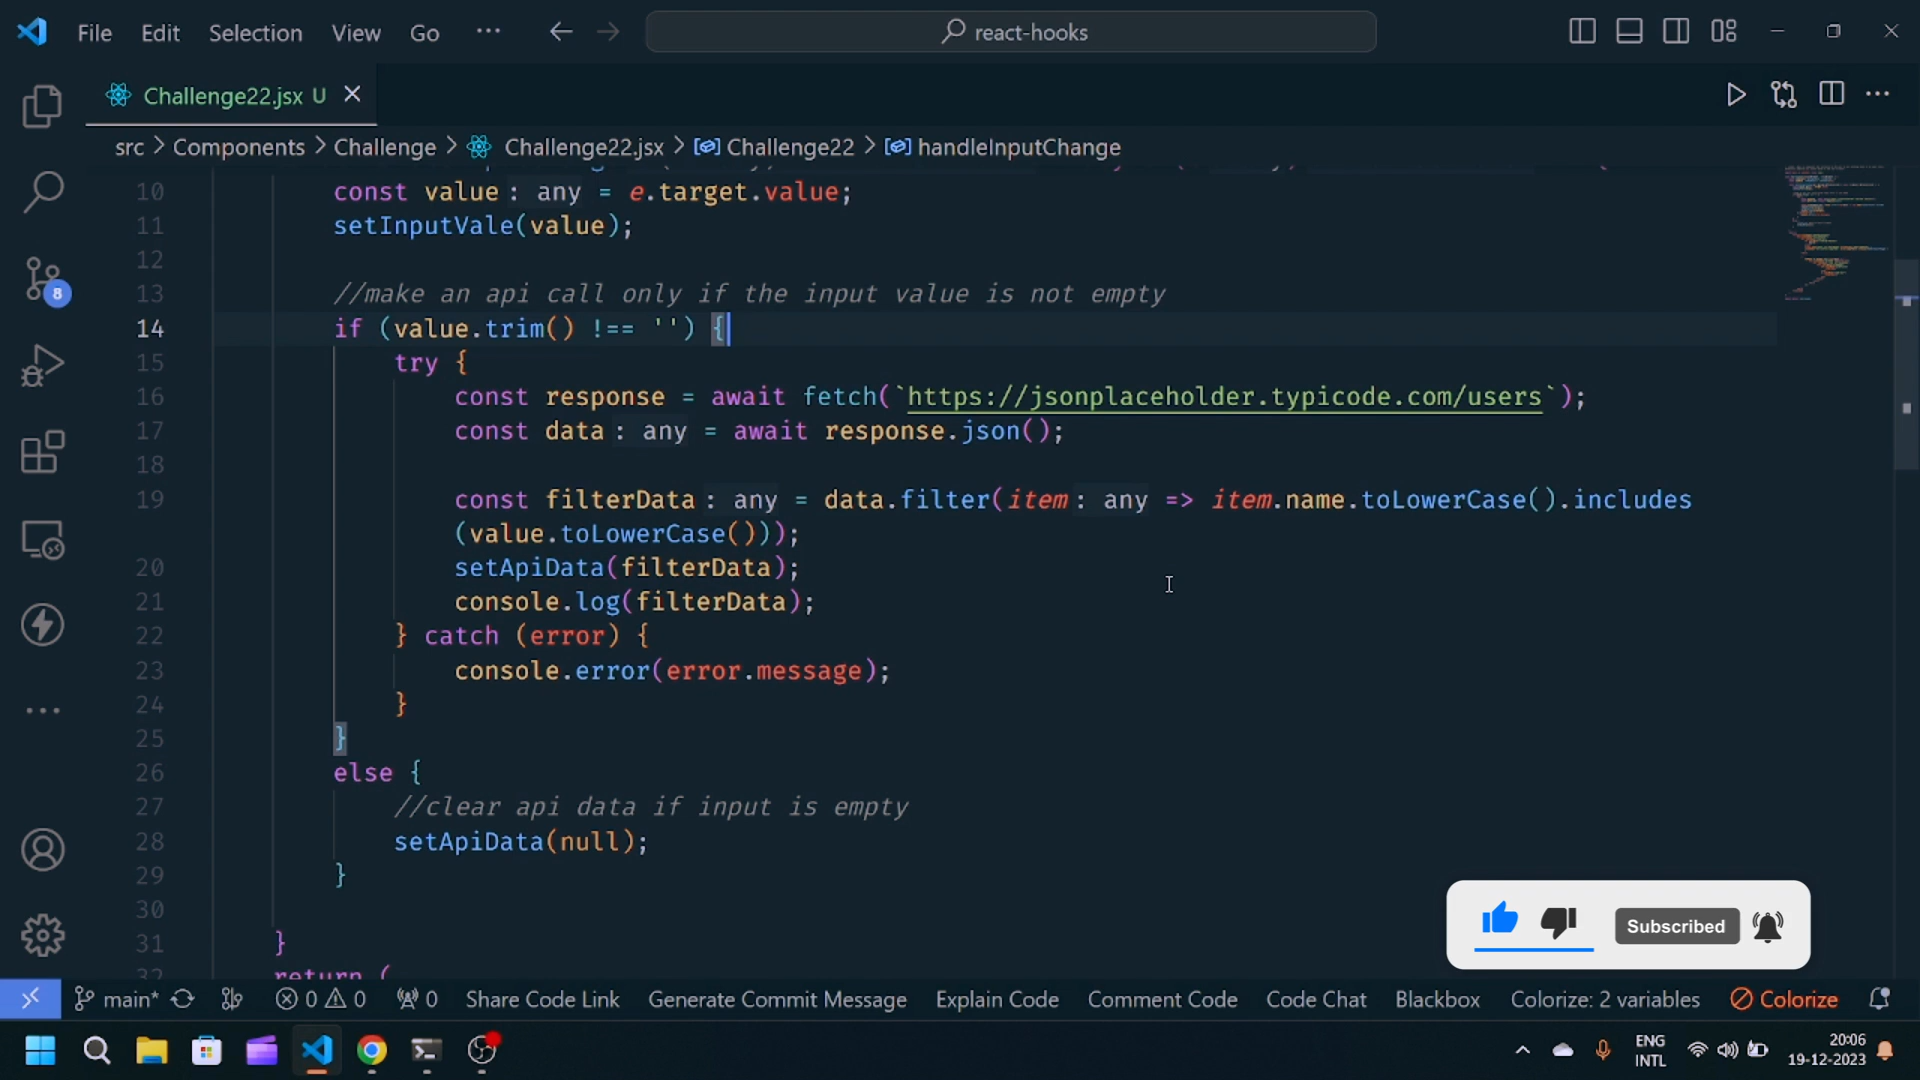 File Edit Selection View Go ··· react-hooks
Challenge22.jsx U
src > Components > Challenge > Challenge22.jsx > Challenge22 > handleInputChange
10 const value: any = e.target.value;
11 setInputVale(value);
12
13 //make an api call only if the input value is not empty
14 if (value.trim() !== '') {
15 try {
16 const response = await fetch(`https://jsonplaceholder.typicode.com/users`);
17 const data: any = await response.json();
18
19 const filterData: any = data.filter(item: any => item.name.toLowerCase().includes
(value.toLowerCase()));
20 setApiData(filterData);
21 console.log(filterData);
22 } catch (error) {
23 console.error(error.message);
24 }
25 }
26 else {
27 //clear api data if input is empty
28 setApiData(null);
29 }
30
31 }
32 return (
8
Subscribed
main* 0 0 0 Share Code Link Generate Commit Message Explain Code Comment Code Code Chat Blackbox Colorize: 2 variables Colorize
ENG
INTL
20:06
19-12-2023